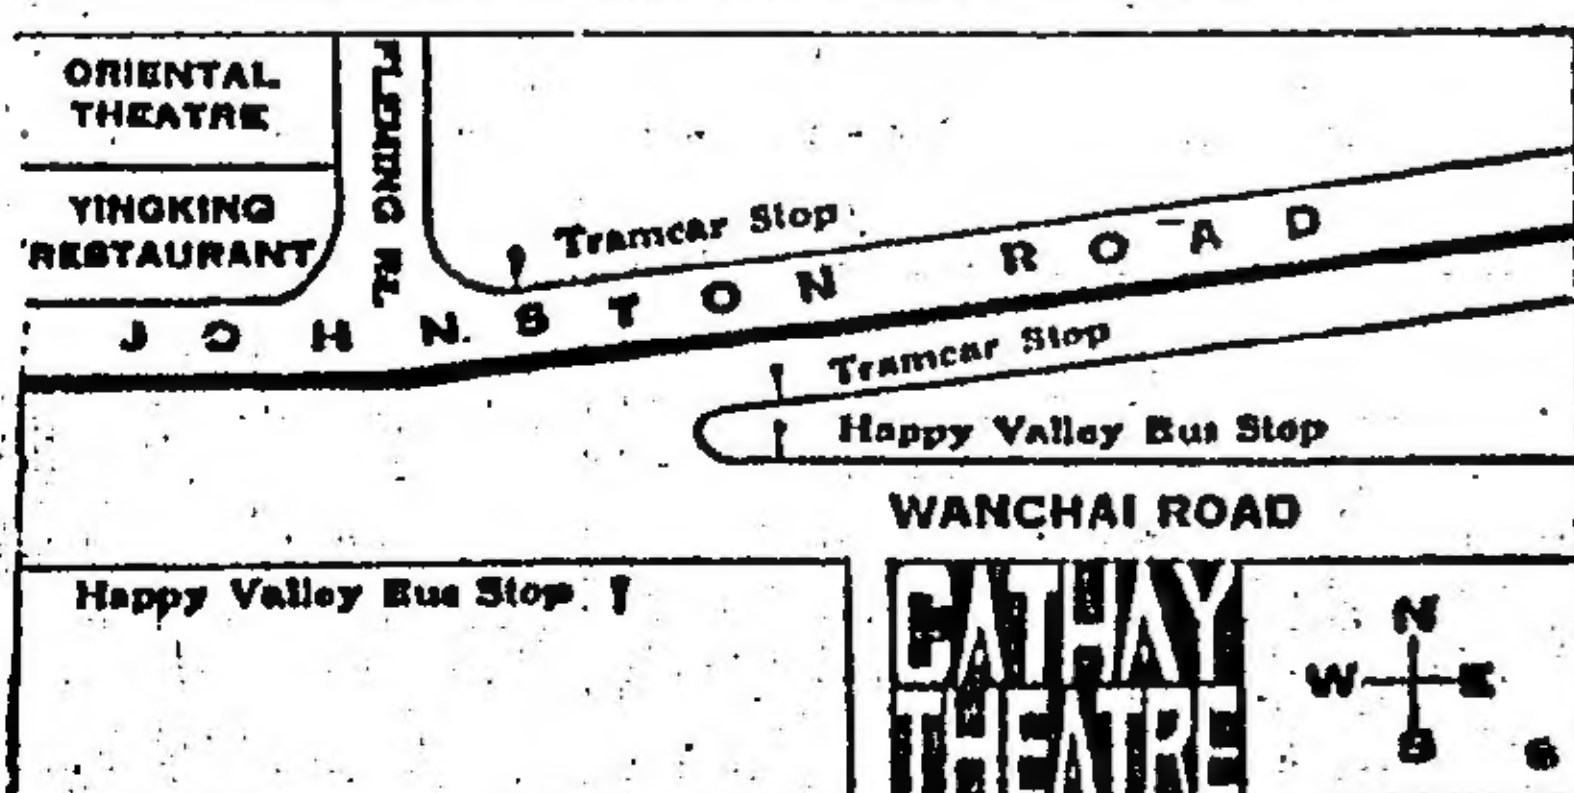 ORIENTAL
THEATRE
YINGKING
RESTAURANT
FLEMING Rd.
Tramcar Stop
JOHNSTON ROAD
Tramcar Stop
Happy Valley Bus Stop
WANCHAI ROAD
Happy Valley Bus Stop
CATHAY
THEATRE
N
W E
S